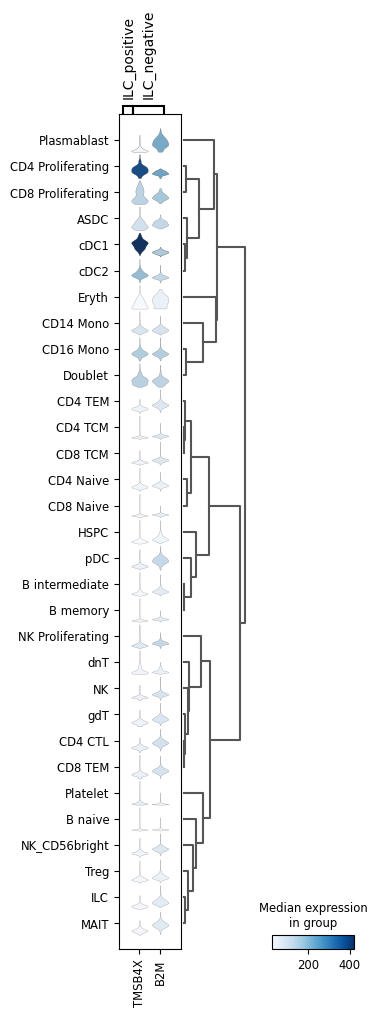 ILC_positive
ILC_negative
Plasmablast
CD4 Proliferating
CD8 Proliferating
ASDC
cDC1
cDC2
Eryth
CD14 Mono
CD16 Mono
Doublet
CD4 TEM
CD4 TCM
CD8 TCM
CD4 Naive
CD8 Naive
HSPC
pDC
B intermediate
B memory
NK Proliferating
dnT
NK
gdT
CD4 CTL
CD8 TEM
Platelet
B naive
NK_CD56bright
Treg
ILC
MAIT
TMSB4X
B2M
Median expression
in group
200 400